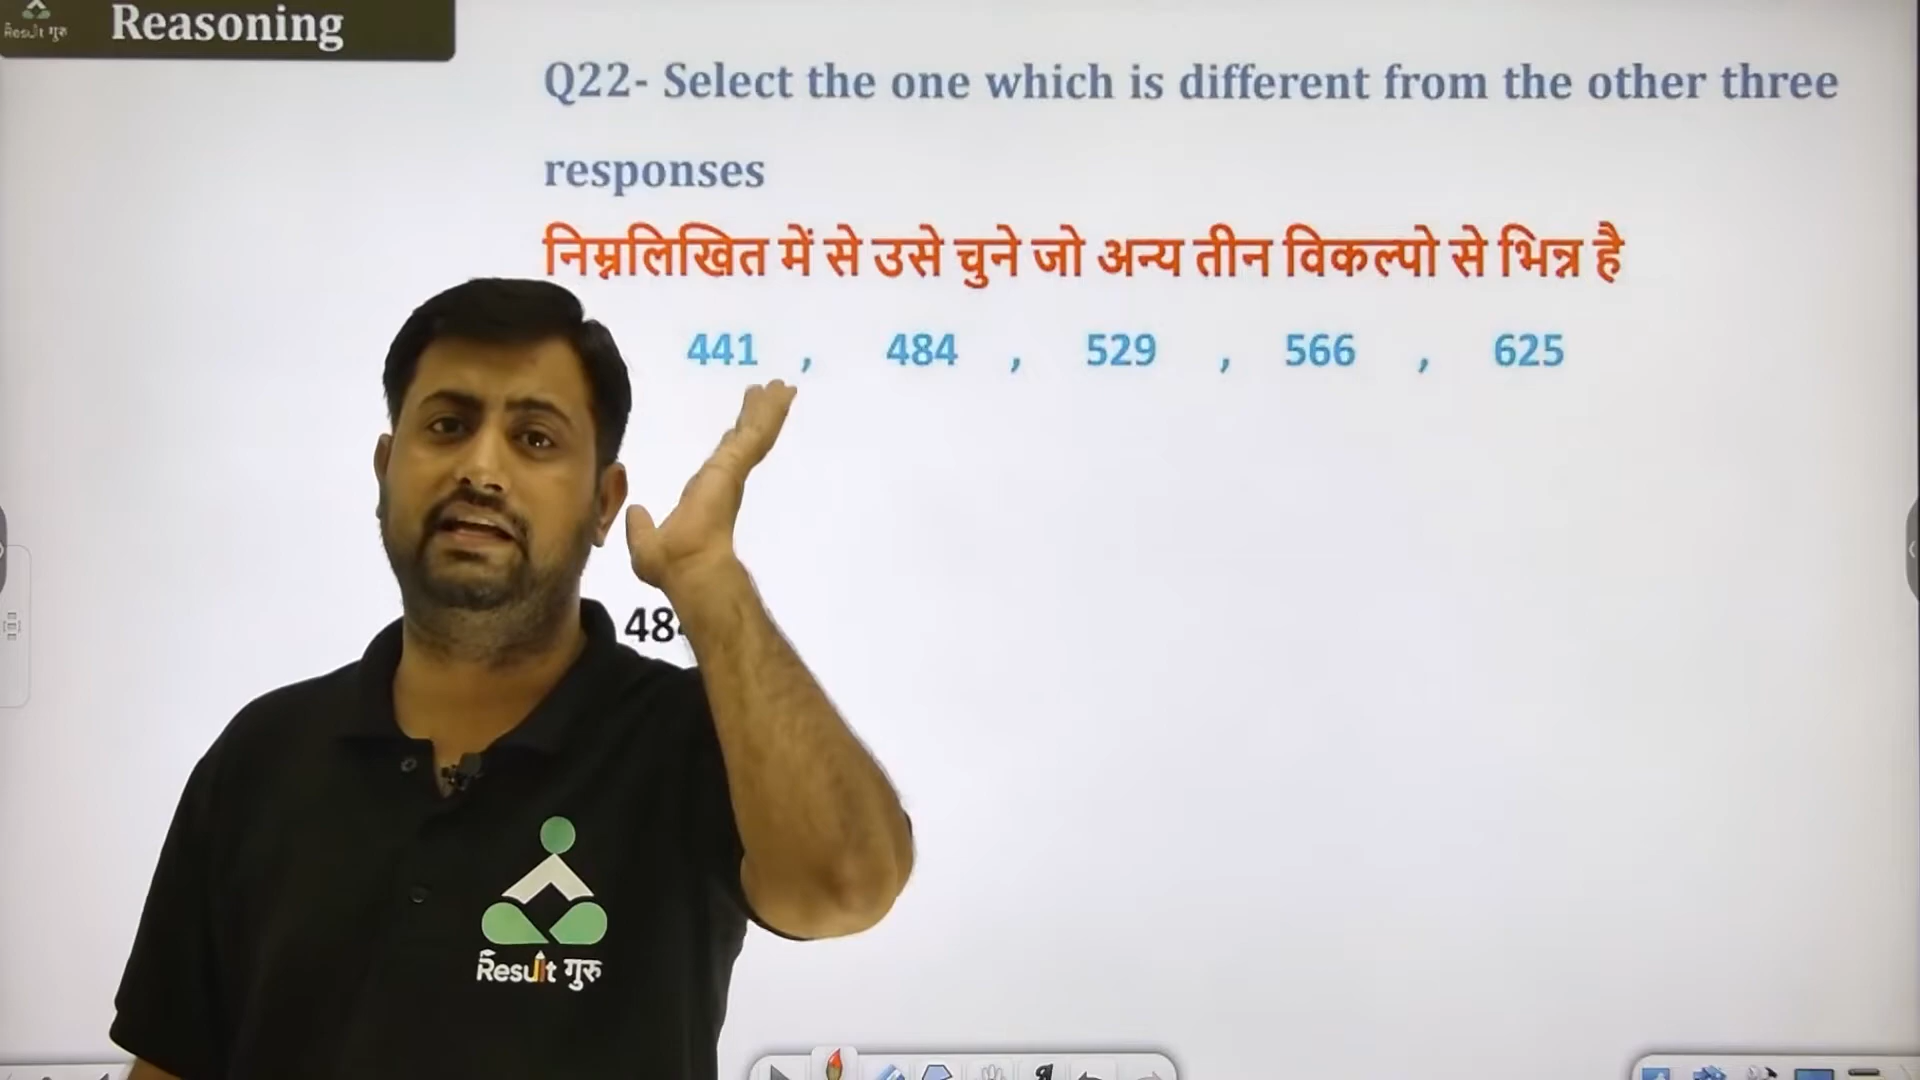 Result गुरु
Reasoning
Q22- Select the one which is different from the other three
responses
निम्नलिखित में से उसे चुने जो अन्य तीन विकल्पो से भिन्न है
441 , 484 , 529 , 566 , 625
Result गुरु